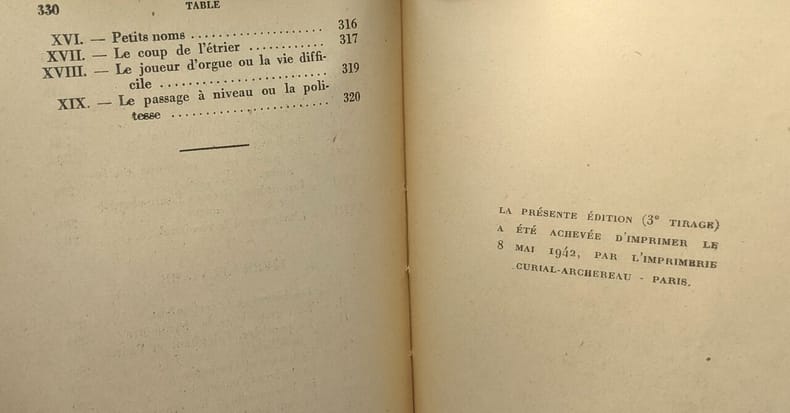 330 TABLE
XVI. — Petits noms .................... 316
XVII. — Le coup de l'étrier ............ 317
XVIII. — Le joueur d'orgue ou la vie diffi-
cile ......................... 319
XIX. — Le passage à niveau ou la poli-
tesse ........................ 320
LA PRÉSENTE ÉDITION (3e TIRAGE)
A ÉTÉ ACHEVÉE D'IMPRIMER LE
8 MAI 1942, PAR L'IMPRIMERIE
CURIAL-ARCHEREAU - PARIS.